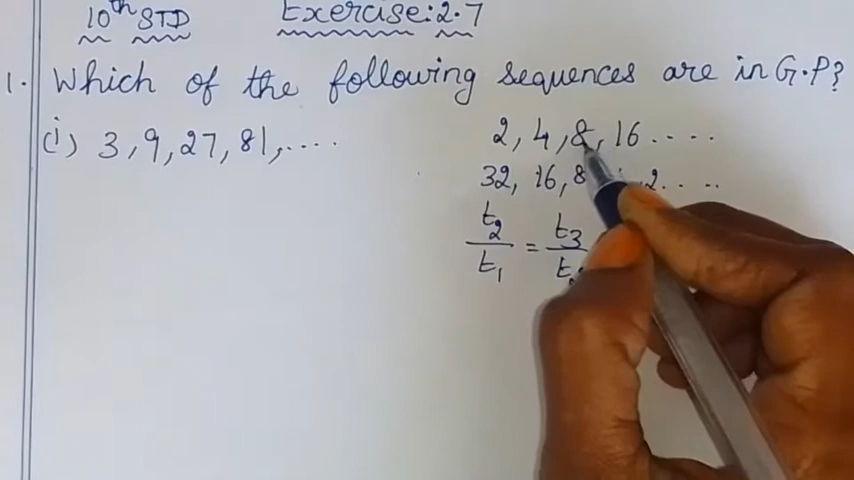 10th STD Exercise:2.7
1. Which of the following sequences are in G.P?
(i) 3, 9, 27, 81, ....
2, 4, 8, 16 ....
32, 16, 8 2. . ..
t2/t1 = t3/t